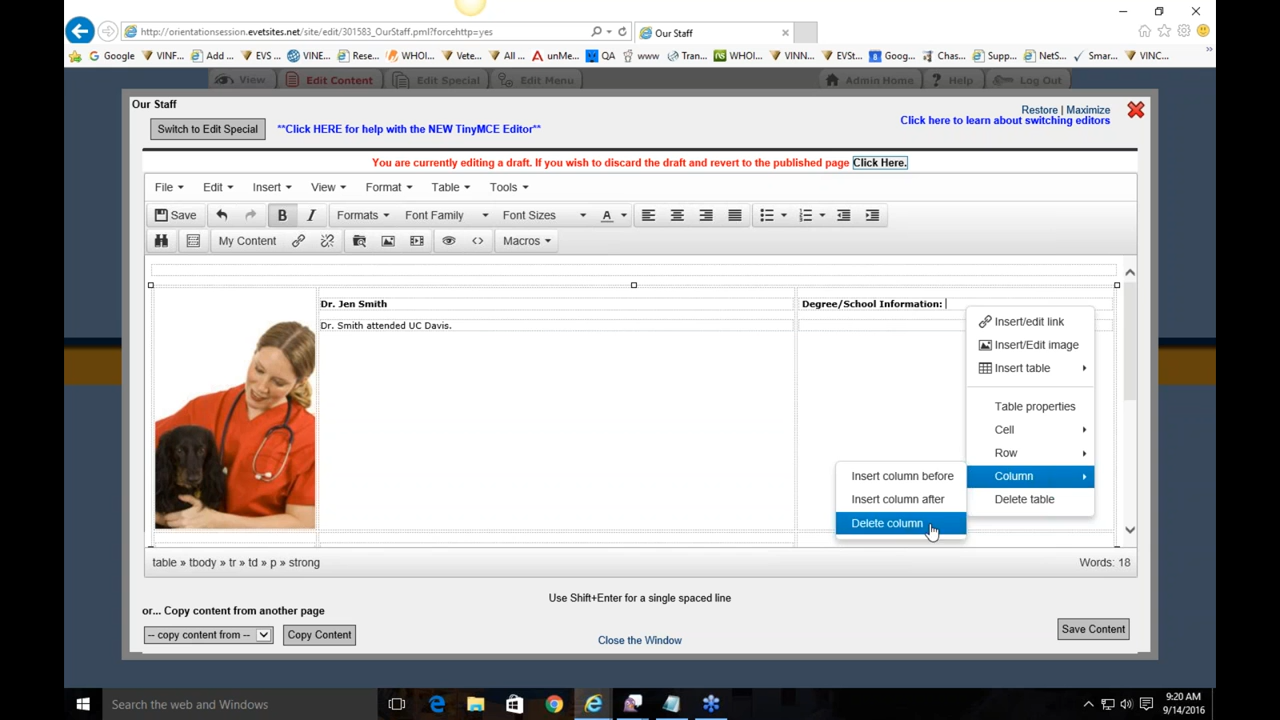 http://orientationsession.evetsites.net/site/edit/301583_OurStaff.pml?forcehttp=yes
Our Staff
Google VINF... Add ... EVS ... VINE... Rese... WHOI... Vete... All ... unMe... QA www Tran... WHOI... VINN... EVSt... Goog... Chas... Supp... NetS... Smar... VINC...
View Edit Content Edit Special Edit Menu Admin Home Help Log Out
Our Staff
Restore | Maximize
Switch to Edit Special **Click HERE for help with the NEW TinyMCE Editor** Click here to learn about switching editors
You are currently editing a draft. If you wish to discard the draft and revert to the published page Click Here.
File Edit Insert View Format Table Tools
Save B I Formats Font Family Font Sizes A
My Content Macros
Dr. Jen Smith Degree/School Information:
Dr. Smith attended UC Davis.
Insert/edit link
Insert/Edit image
Insert table
Table properties
Cell
Row
Column
Delete table
Insert column before
Insert column after
Delete column
table » tbody » tr » td » p » strong Words: 18
Use Shift+Enter for a single spaced line
or... Copy content from another page
-- copy content from -- Copy Content
Close the Window
Save Content
Search the web and Windows
9:20 AM
9/14/2016